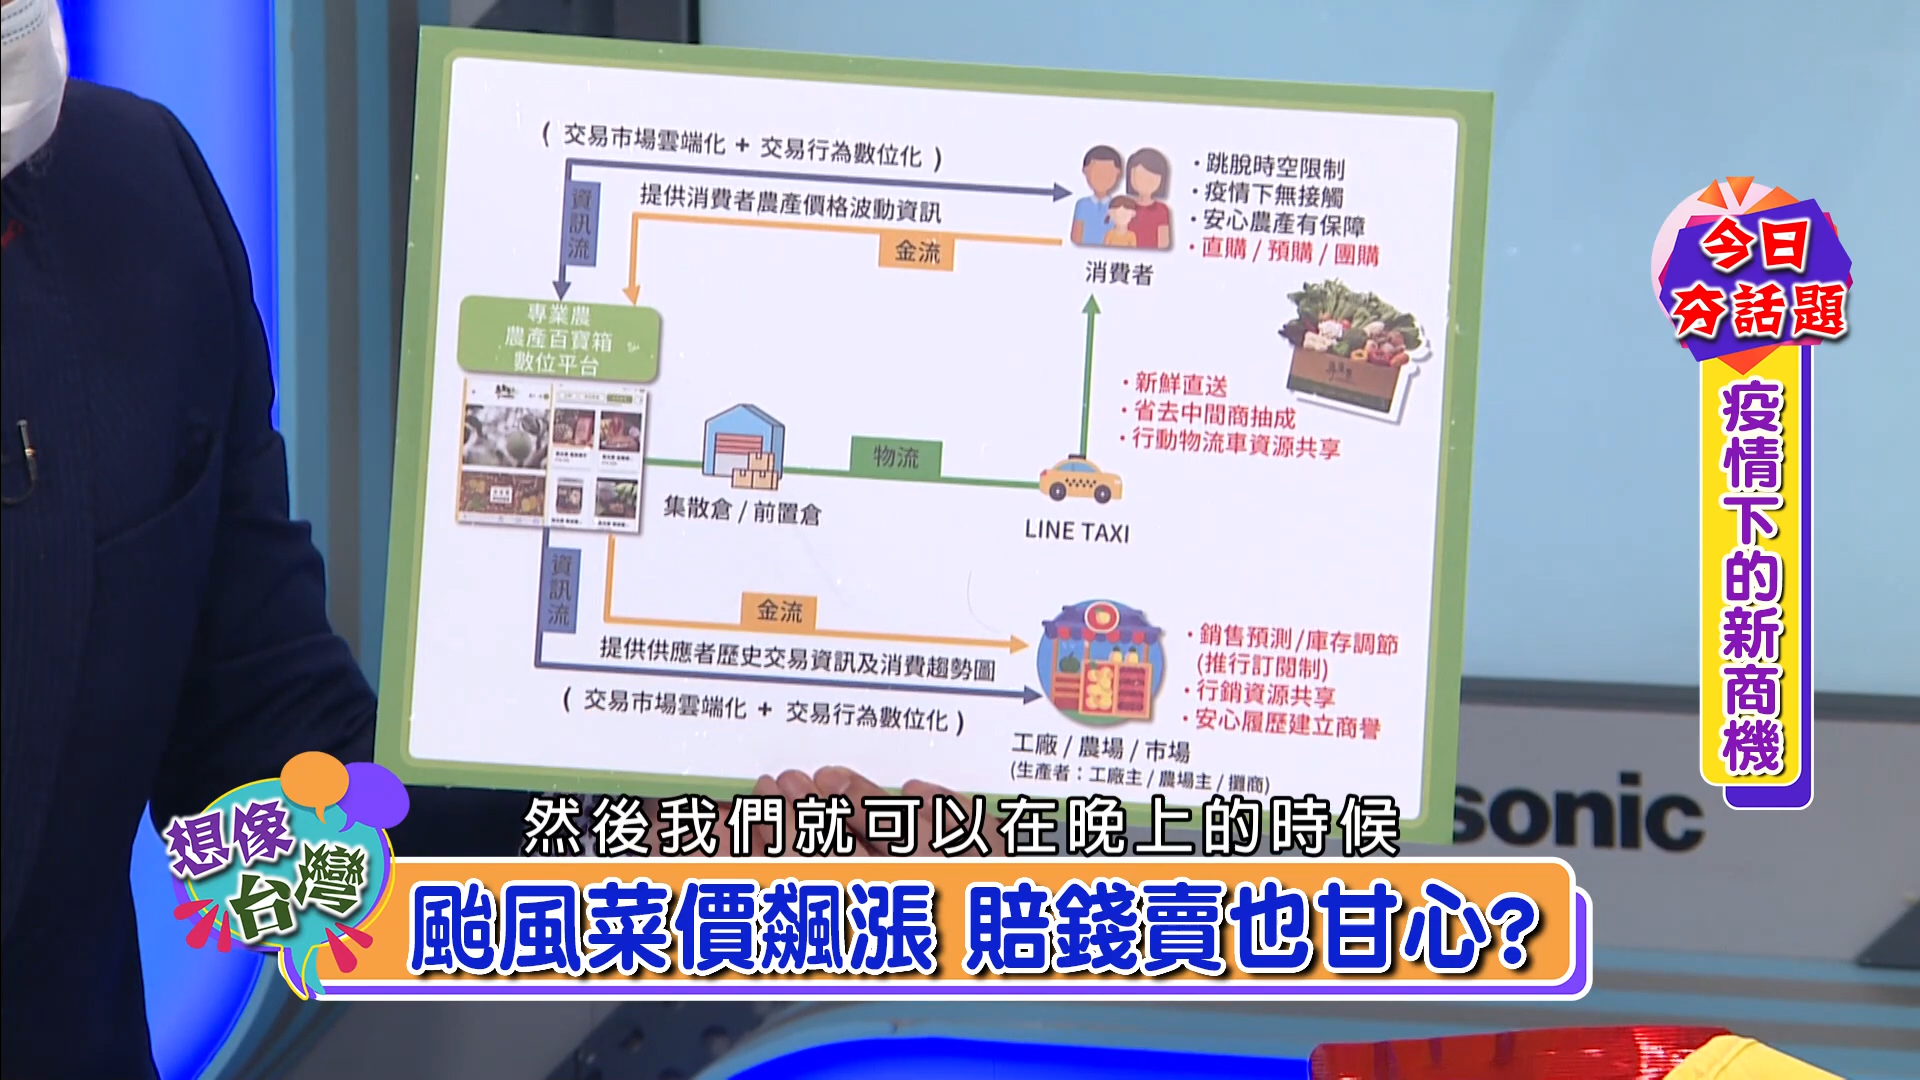 ( 交易市場雲端化 + 交易行為數位化 )
資訊流
提供消費者農產價格波動資訊
金流
消費者
・跳脫時空限制
・疫情下無接觸
・安心農產有保障
・直購 / 預購 / 團購
專業農
農產百寶箱
數位平台
集散倉 / 前置倉
物流
LINE TAXI
・新鮮直送
・省去中間商抽成
・行動物流車資源共享
資訊流
金流
提供供應者歷史交易資訊及消費趨勢圖
( 交易市場雲端化 + 交易行為數位化 )
・銷售預測/庫存調節
(推行訂閱制)
・行銷資源共享
・安心履歷建立商譽
工廠 / 農場 / 市場
(生產者：工廠主 / 農場主 / 攤商)
今日
夯話題
疫情下的新商機
sonic
然後我們就可以在晚上的時候
想像
台灣
颱風菜價飆漲 賠錢賣也甘心?